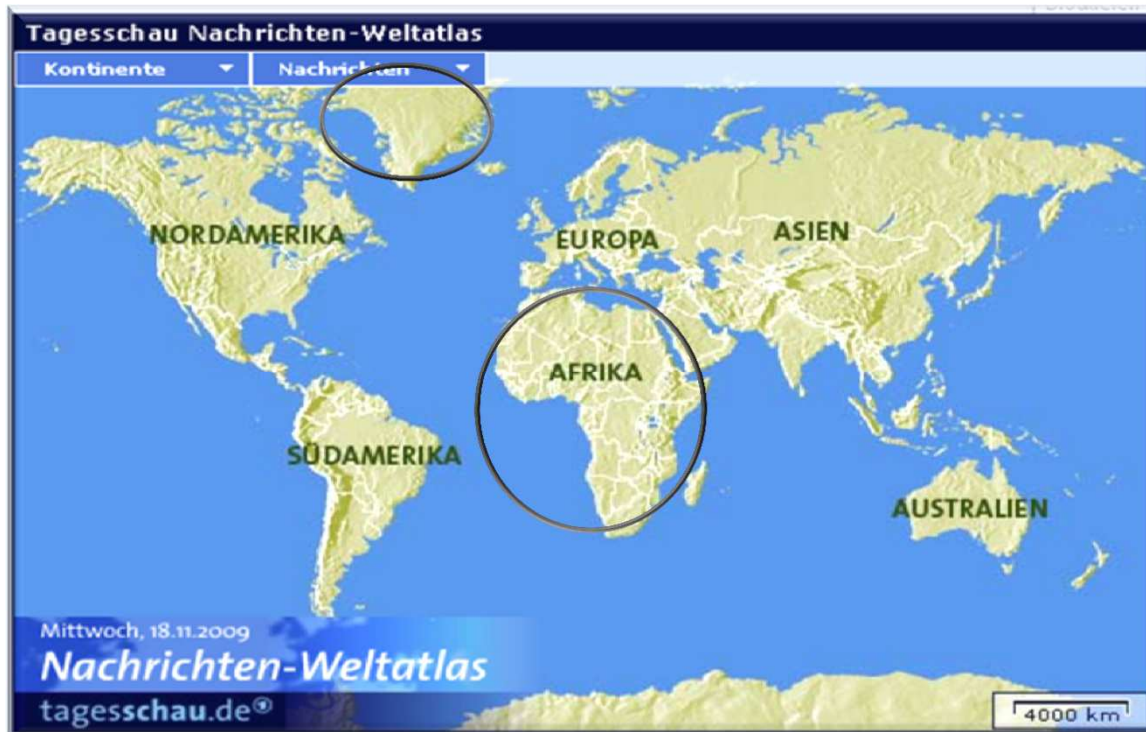 Tagesschau Nachrichten-Weltatlas
Kontinente Nachrichten
NORDAMERIKA
EUROPA
ASIEN
AFRIKA
SÜDAMERIKA
AUSTRALIEN
Mittwoch, 18.11.2009
Nachrichten-Weltatlas
tagesschau.de
4000 km